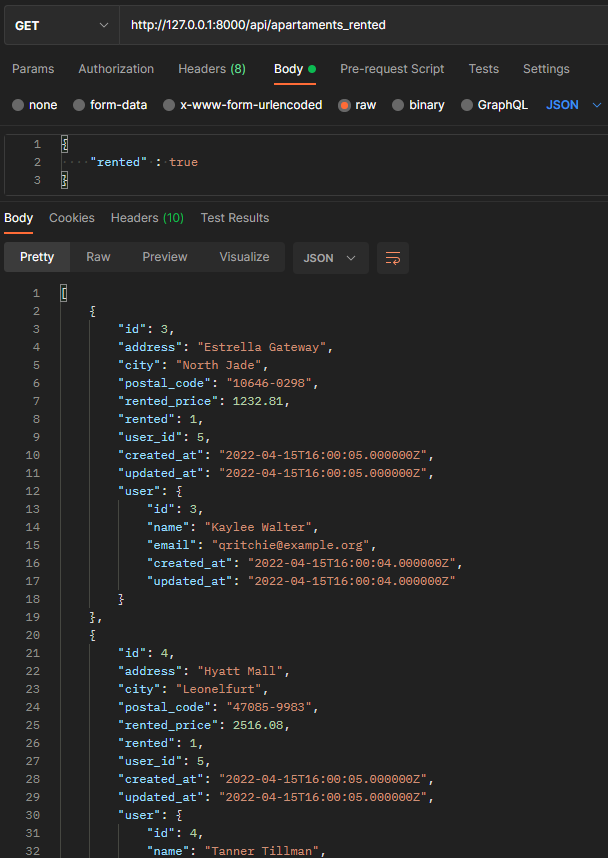 GET http://127.0.0.1:8000/api/apartaments_rented
Params Authorization Headers (8) Body Pre-request Script Tests Settings
none form-data x-www-form-urlencoded raw binary GraphQL JSON
1 {
2 ····"rented"·:·true
3 }
Body Cookies Headers (10) Test Results
Pretty Raw Preview Visualize JSON
1 [
2 {
3 "id": 3,
4 "address": "Estrella Gateway",
5 "city": "North Jade",
6 "postal_code": "10646-0298",
7 "rented_price": 1232.81,
8 "rented": 1,
9 "user_id": 5,
10 "created_at": "2022-04-15T16:00:05.000000Z",
11 "updated_at": "2022-04-15T16:00:05.000000Z",
12 "user": {
13 "id": 3,
14 "name": "Kaylee Walter",
15 "email": "qritchie@example.org",
16 "created_at": "2022-04-15T16:00:04.000000Z",
17 "updated_at": "2022-04-15T16:00:04.000000Z"
18 }
19 },
20 {
21 "id": 4,
22 "address": "Hyatt Mall",
23 "city": "Leonelfurt",
24 "postal_code": "47085-9983",
25 "rented_price": 2516.08,
26 "rented": 1,
27 "user_id": 5,
28 "created_at": "2022-04-15T16:00:05.000000Z",
29 "updated_at": "2022-04-15T16:00:05.000000Z",
30 "user": {
31 "id": 4,
32 "name": "Tanner Tillman",